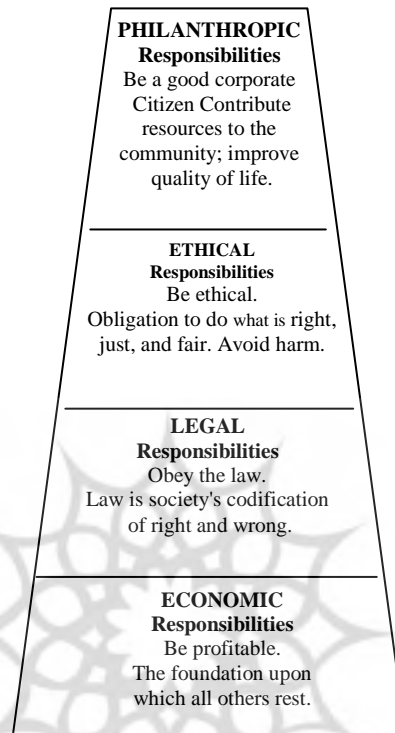 PHILANTHROPIC
Responsibilities
Be a good corporate
Citizen Contribute
resources to the
community; improve
quality of life.
ETHICAL
Responsibilities
Be ethical.
Obligation to do what is right,
just, and fair. Avoid harm.
LEGAL
Responsibilities
Obey the law.
Law is society's codification
of right and wrong.
ECONOMIC
Responsibilities
Be profitable.
The foundation upon
which all others rest.